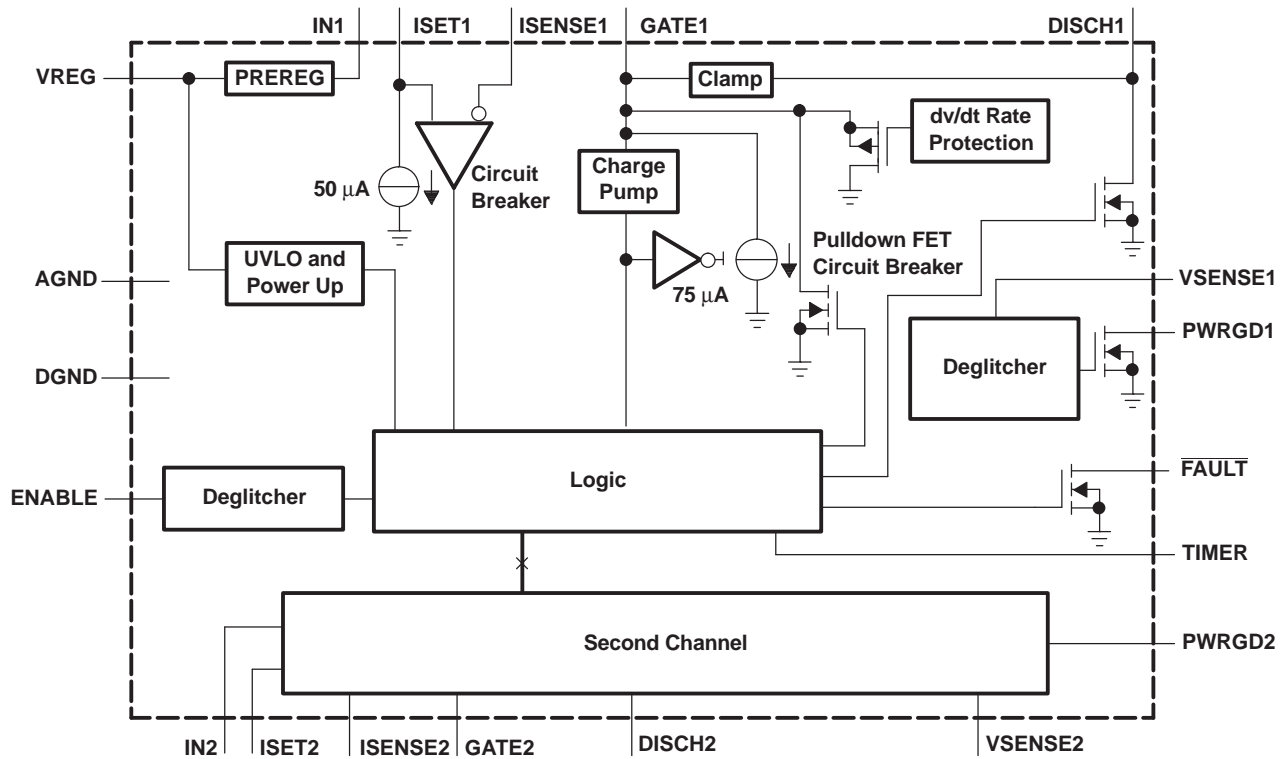 IN1
ISET1
ISENSE1
GATE1
DISCH1
VREG
PREREG
Clamp
dv/dt Rate
Protection
50 μA
Circuit
Breaker
Charge
Pump
UVLO and
Power Up
75 μA
Pulldown FET
Circuit Breaker
AGND
VSENSE1
PWRGD1
DGND
Deglitcher
ENABLE
Deglitcher
Logic
FAULT
TIMER
Second Channel
PWRGD2
IN2
ISET2
ISENSE2
GATE2
DISCH2
VSENSE2